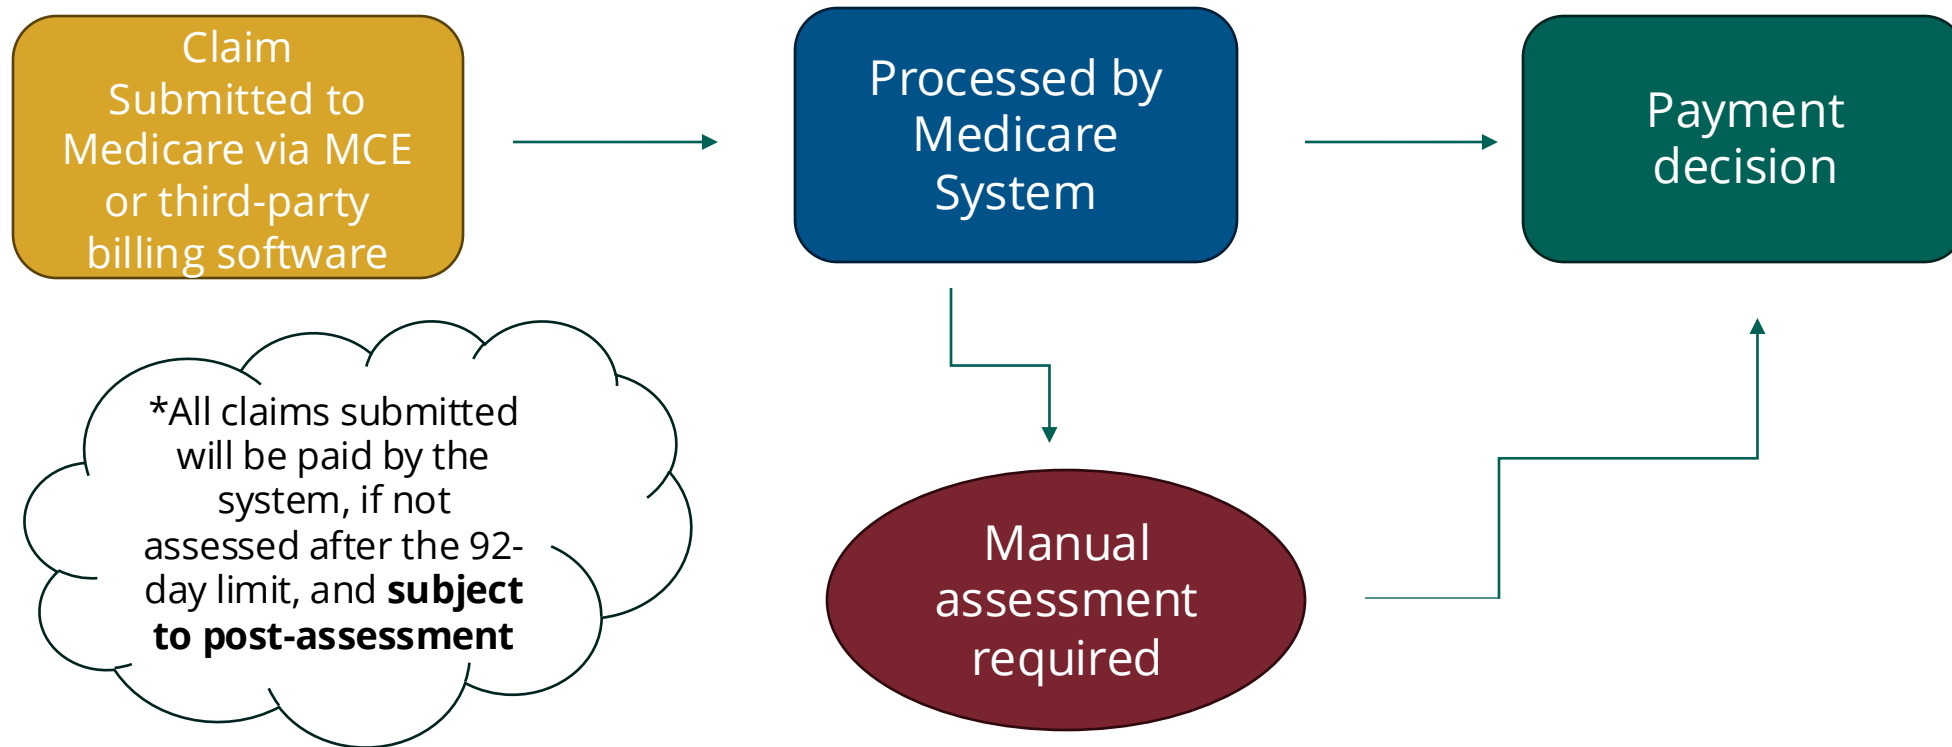 Claim
Submitted to
Medicare via MCE
or third-party
billing software
Processed by
Medicare
System
Payment
decision
*All claims submitted
will be paid by the
system, if not
assessed after the 92-
day limit, and subject
to post-assessment
Manual
assessment
required